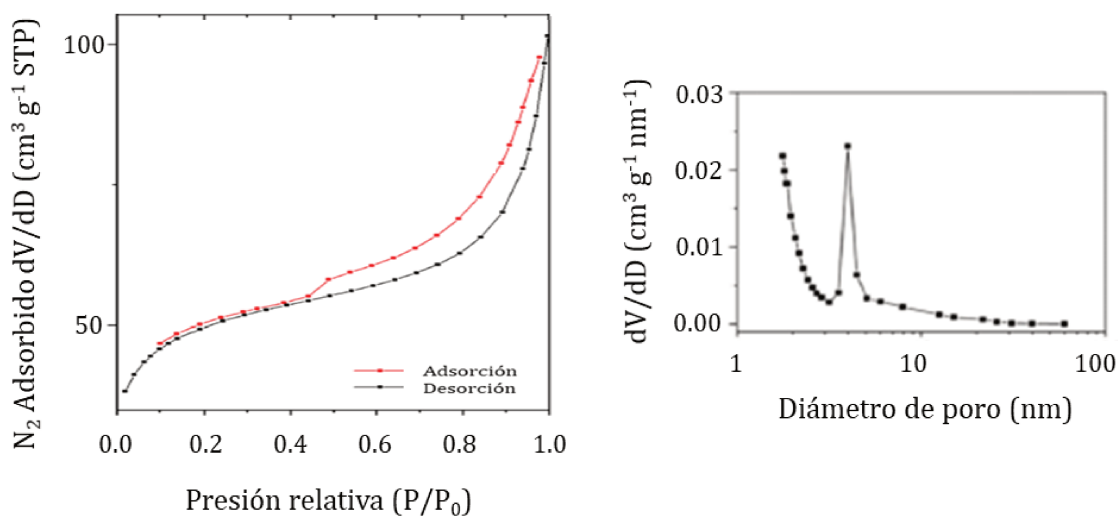 N₂ Adsorbido dV/dD (cm³ g⁻¹ STP)
100
50
Adsorción
Desorción
0.0 0.2 0.4 0.6 0.8 1.0
Presión relativa (P/P₀)
dV/dD (cm³ g⁻¹ nm⁻¹)
0.03
0.02
0.01
0.00
1 10 100
Diámetro de poro (nm)